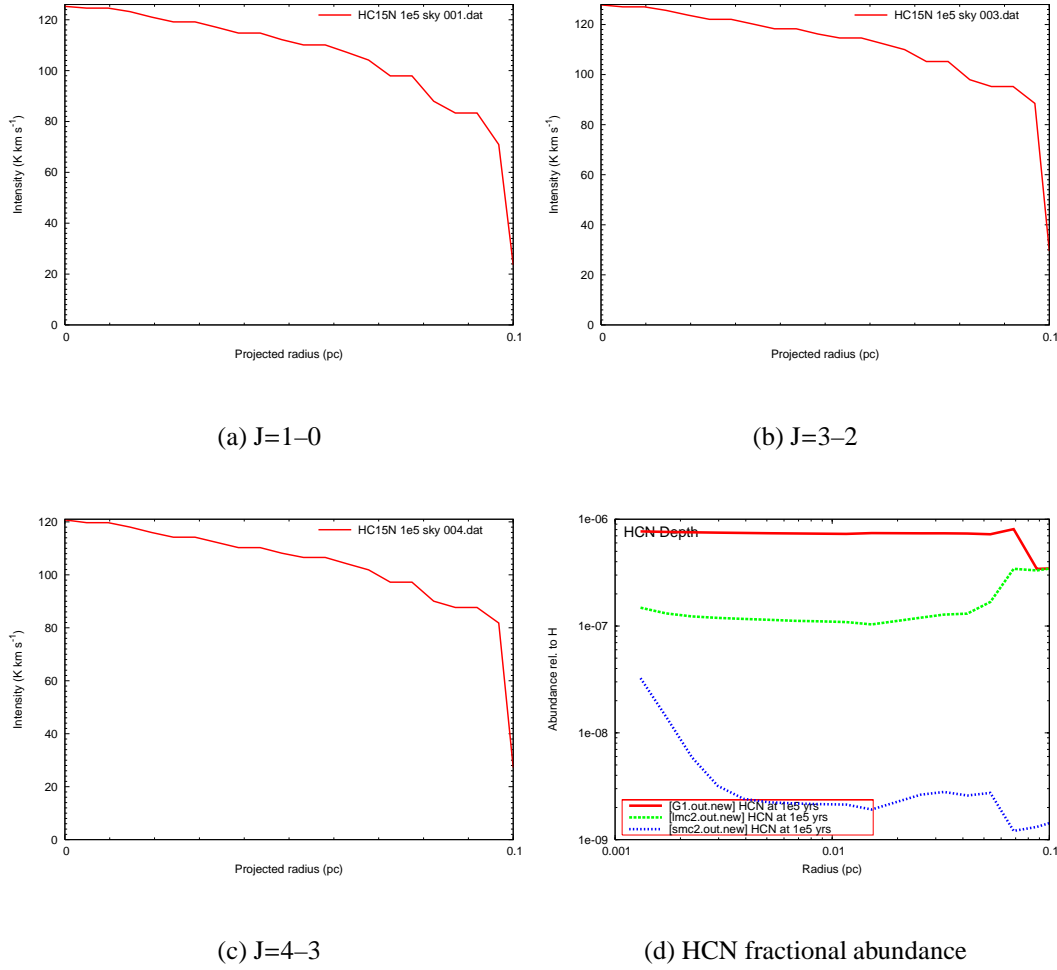 HC15N 1e5 sky 001.dat
120
100
80
60
40
20
0
Intensity (K km s⁻¹)
0
0.1
Projected radius (pc)
(a) J=1–0
HC15N 1e5 sky 003.dat
120
100
80
60
40
20
0
Intensity (K km s⁻¹)
0
0.1
Projected radius (pc)
(b) J=3–2
HC15N 1e5 sky 004.dat
120
100
80
60
40
20
0
Intensity (K km s⁻¹)
0
0.1
Projected radius (pc)
(c) J=4–3
HCN Depth
1e-06
1e-07
1e-08
1e-09
Abundance rel. to H
[G1.out.new] HCN at 1e5 yrs
[lmc2.out.new] HCN at 1e5 yrs
[smc2.out.new] HCN at 1e5 yrs
0.001
0.01
0.1
Radius (pc)
(d) HCN fractional abundance